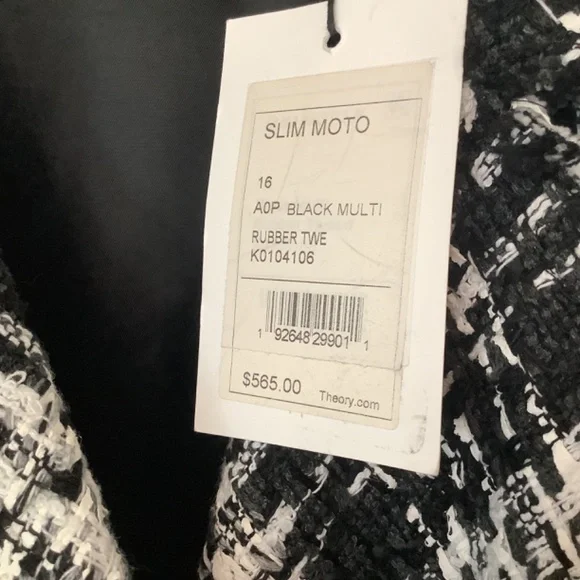 SLIM MOTO
16
A0P BLACK MULTI
RUBBER TWE
K0104106
1 92648 29901 1
$565.00 Theory.com